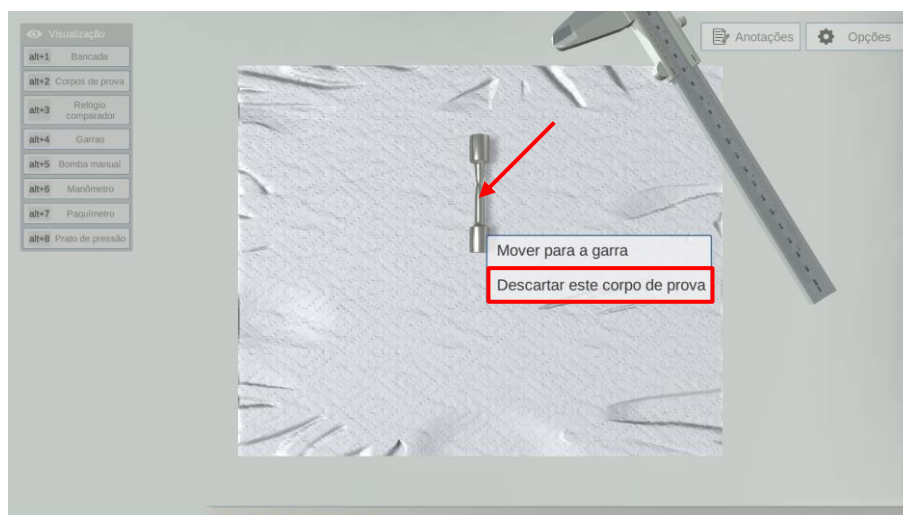 Visualização
alt+1 Bancada
alt+2 Corpos de prova
alt+3 Relógio
comparador
alt+4 Garras
alt+5 Bomba manual
alt+6 Manômetro
alt+7 Paquímetro
alt+8 Prato de pressão
Anotações
Opções
Mover para a garra
Descartar este corpo de prova